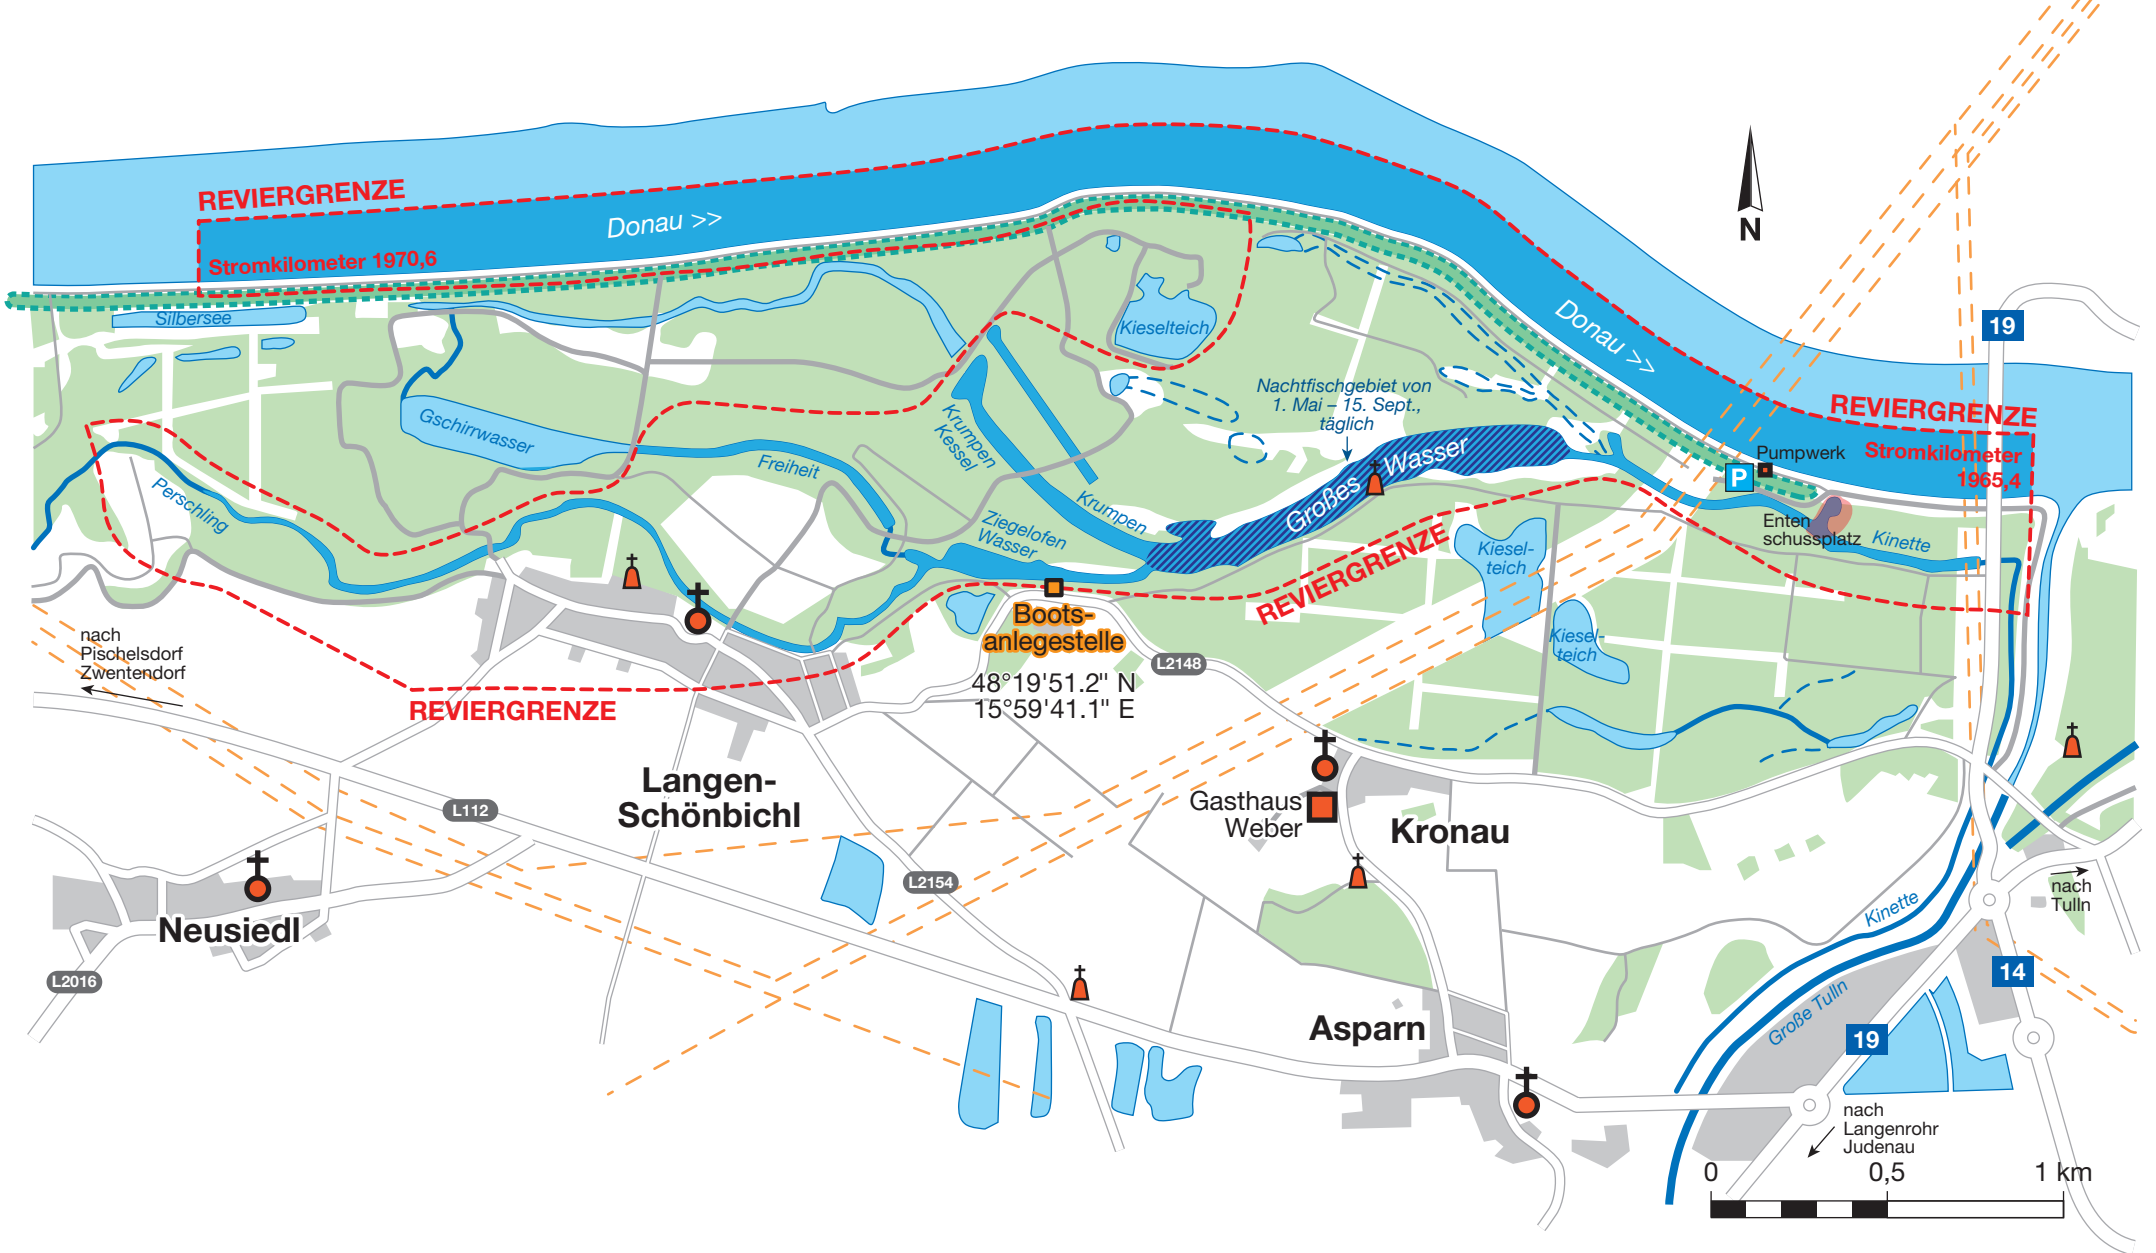 REVIERGRENZE
Donau >>
Stromkilometer 1970,6
N
Silbersee
Kieselteich
Donau >>
19
Nachtfischgebiet von
1. Mai – 15. Sept.,
täglich
REVIERGRENZE
Stromkilometer
1965,4
Pumpwerk
P
Gschirrwasser
Krumpen
Kessel
Freiheit
Großes Wasser
Perschling
Krumpen
Ziegelofen
Wasser
Enten
schussplatz
Kinette
Kiesel-
teich
REVIERGRENZE
Boots-
anlegestelle
Kiesel-
teich
nach
Pischelsdorf
Zwentendorf
L2148
48°19'51.2" N
15°59'41.1" E
REVIERGRENZE
Langen-
Schönbichl
L112
Gasthaus
Weber
Kronau
L2154
Neusiedl
nach
Tulln
Kinette
L2016
14
Große Tulln
Asparn
19
nach
Langenrohr
Judenau
0 0,5 1 km